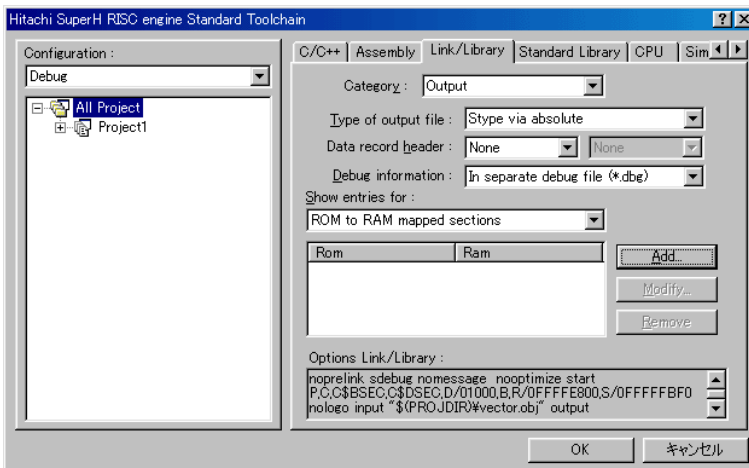 Hitachi SuperH RISC engine Standard Toolchain
Configuration :
Debug
All Project
Project1
C/C++ Assembly Link/Library Standard Library CPU Sim
Category : Output
Type of output file : Stype via absolute
Data record header : None None
Debug information : In separate debug file (*.dbg)
Show entries for :
ROM to RAM mapped sections
Rom Ram
Add...
Modify...
Remove
Options Link/Library :
noprelink sdebug nomessage nooptimize start
P,C,C$BSEC,C$DSEC,D/01000,B,R/0FFFFE800,S/0FFFFFBF0
nologo input "$(PROJDIR)¥vector.obj" output
OK キャンセル